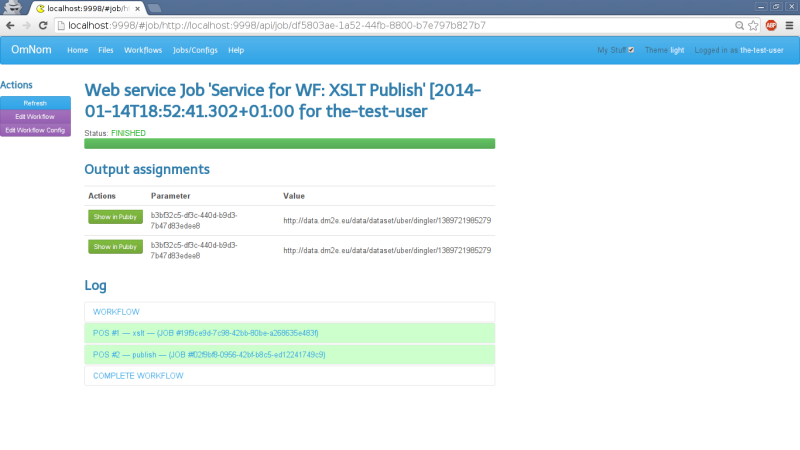 localhost:9998/#job/ht
localhost:9998/#job/http://localhost:9998/api/job/df5803ae-1a52-44fb-8800-b7e797b827b7
ABP
OmNom Home Files Workflows Jobs/Configs Help My Stuff Theme light Logged in as the-test-user
Actions
Refresh
Edit Workflow
Edit Workflow Config
Web service Job 'Service for WF: XSLT Publish' [2014-
01-14T18:52:41.302+01:00 for the-test-user
Status: FINISHED
Output assignments
Actions Parameter Value
Show in Pubby b3bf32c5-df3c-440d-b9d3-
7b47d83edee8
http://data.dm2e.eu/data/dataset/uber/dingler/1389721985279
Show in Pubby b3bf32c5-df3c-440d-b9d3-
7b47d83edee8
http://data.dm2e.eu/data/dataset/uber/dingler/1389721985279
Log
WORKFLOW
POS #1 — xslt — (JOB #19f9ce9d-7c98-42bb-80be-a268635e483f)
POS #2 — publish — (JOB #f02f9bf8-0956-42bf-b8c5-ed12241749c9)
COMPLETE WORKFLOW